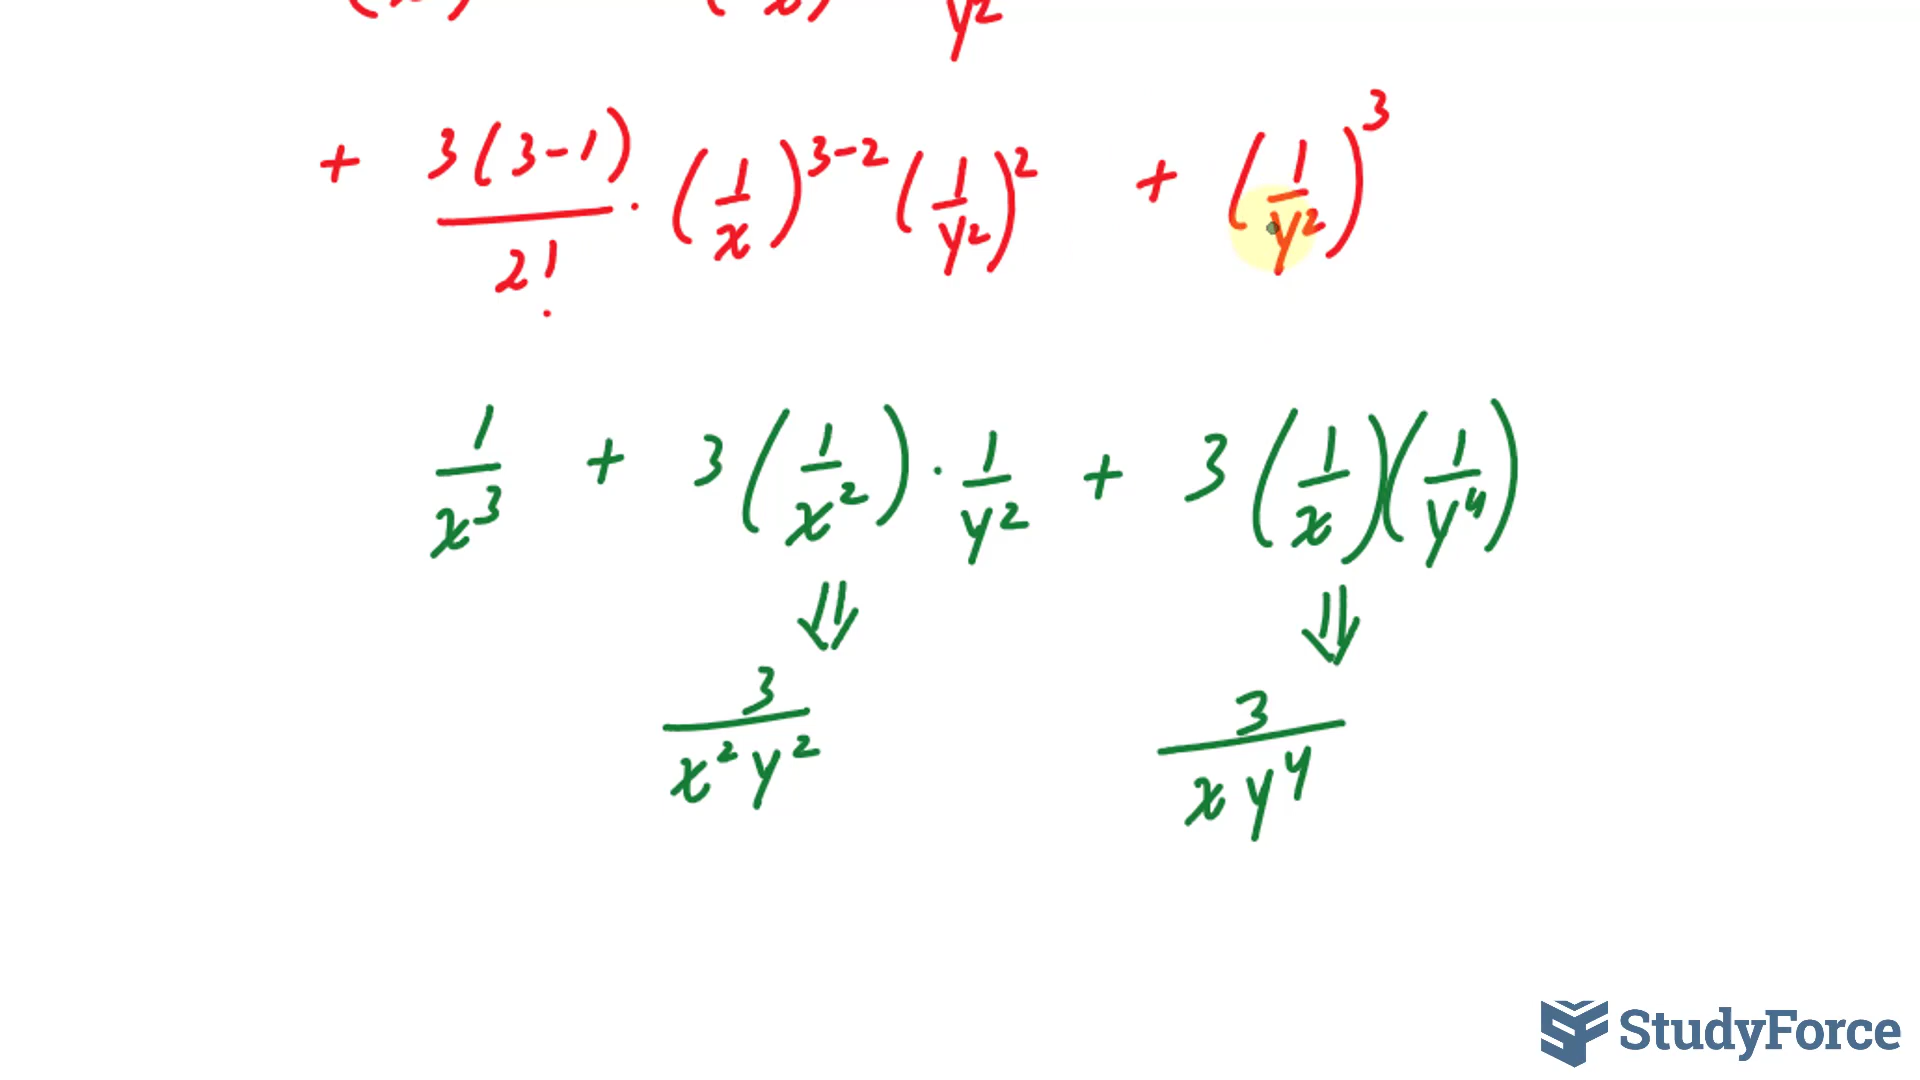 (x) (x) y²
+ 3(3-1)/2! · (1/x)³⁻² (1/y²)² + (1/y²)³
1/x³ + 3(1/x²) · 1/y² + 3(1/x)(1/y⁴)
⇓ ⇓
3/x²y² 3/xy⁴
StudyForce